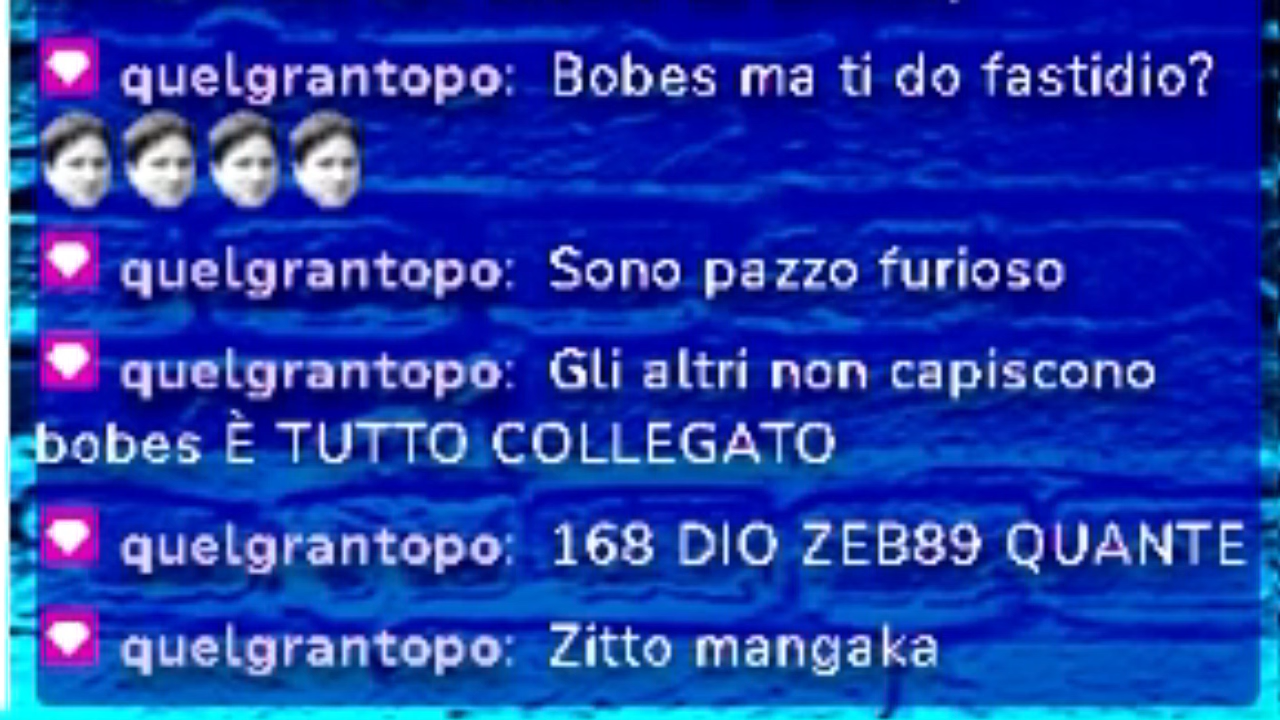 quelgrantopo: Bobes ma ti do fastidio?
quelgrantopo: Sono pazzo furioso
quelgrantopo: Gli altri non capiscono
bobes È TUTTO COLLEGATO
quelgrantopo: 168 DIO ZEB89 QUANTE
quelgrantopo: Zitto mangaka